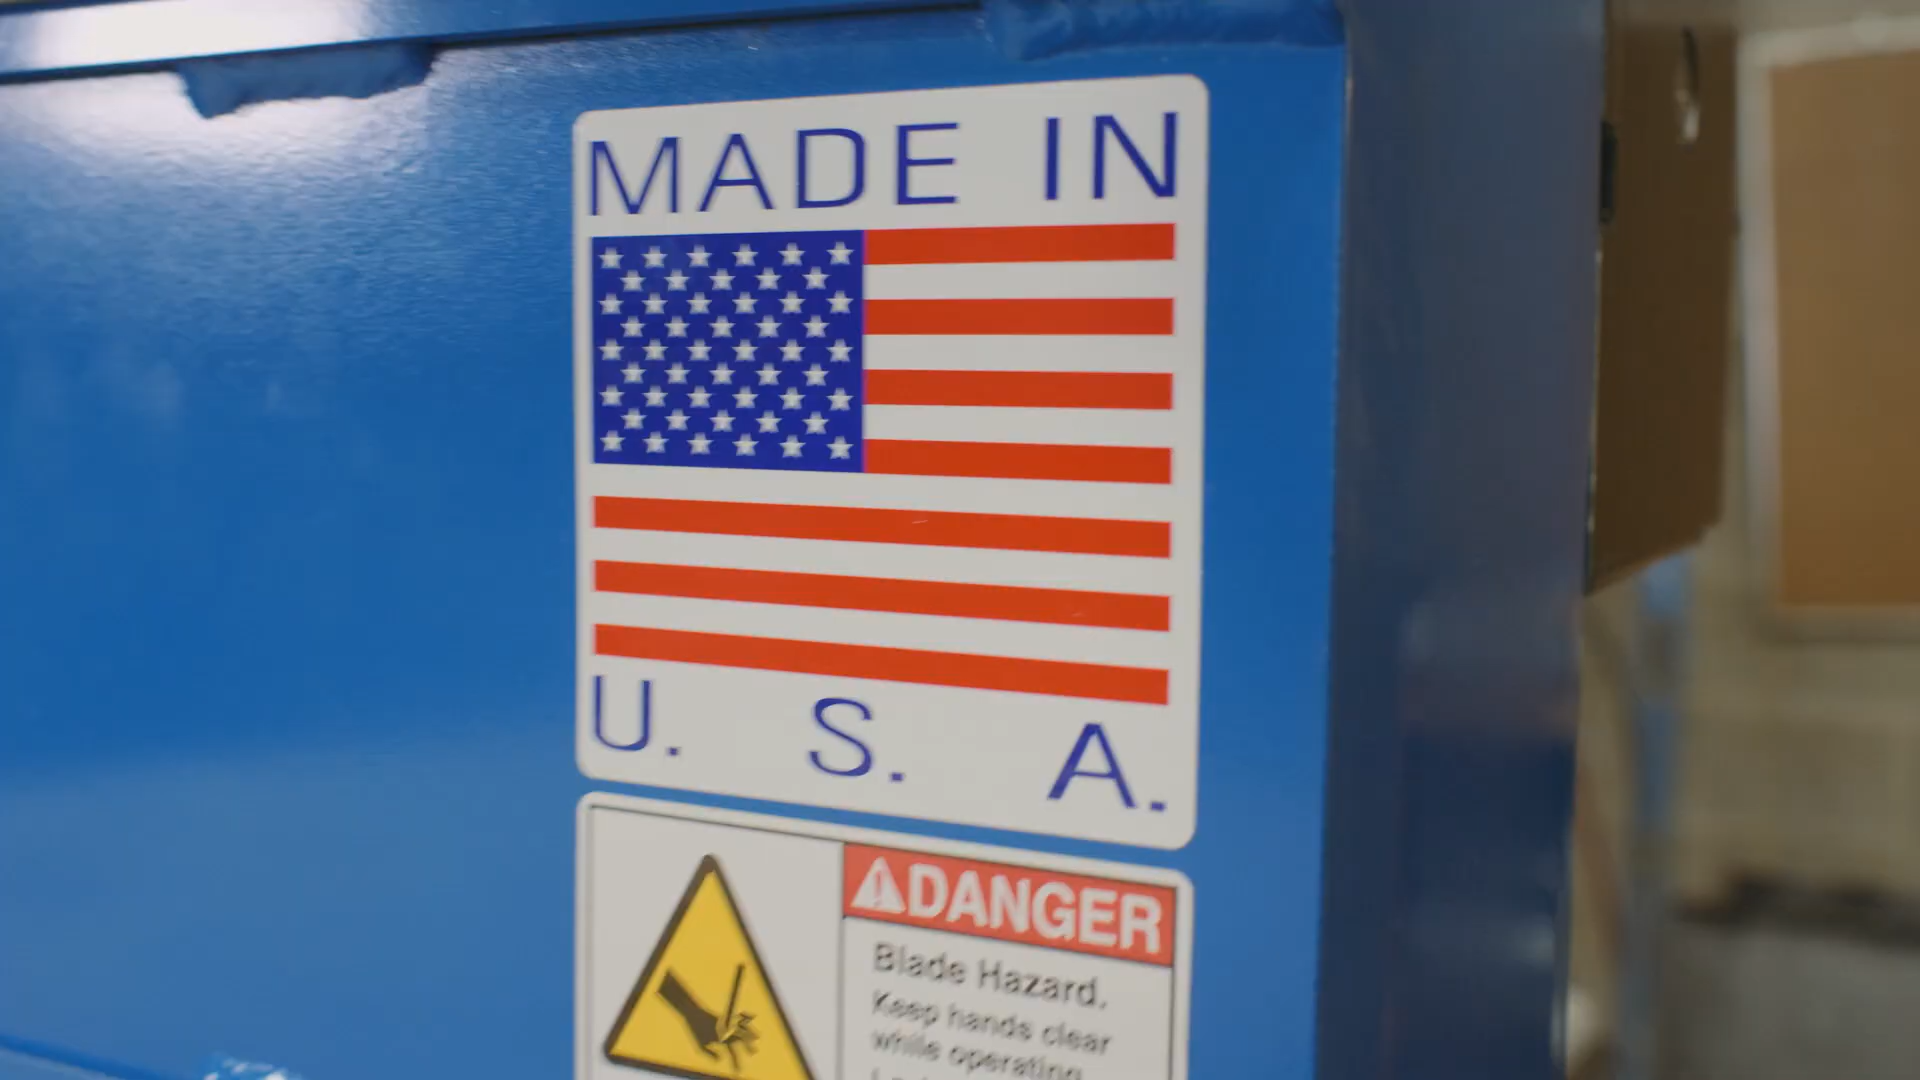 MADE IN
U. S. A.
DANGER
Blade Hazard.
Keep hands clear
while operating.